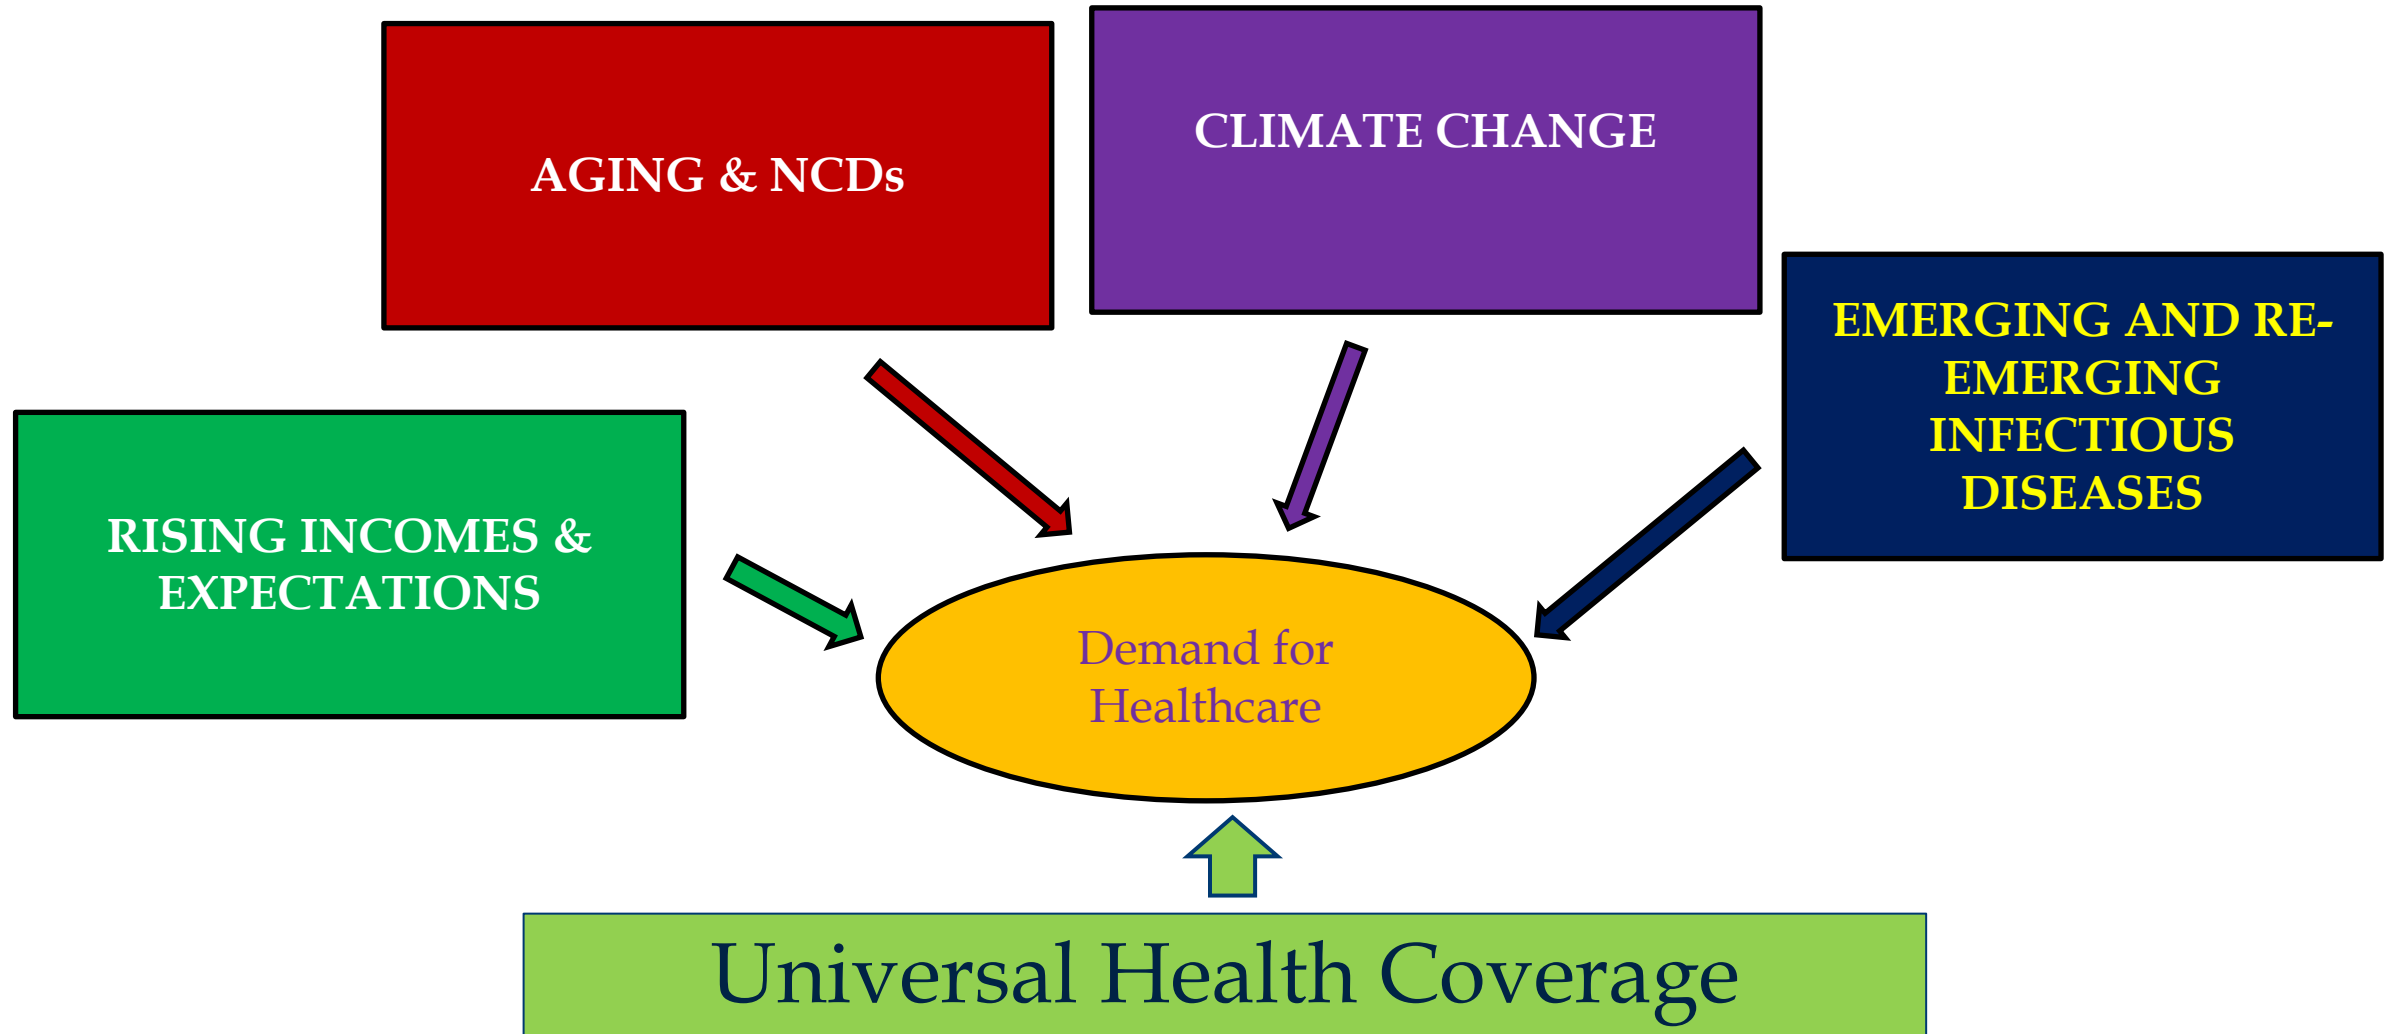 AGING & NCDs
CLIMATE CHANGE
EMERGING AND RE-
EMERGING
INFECTIOUS
DISEASES
RISING INCOMES &
EXPECTATIONS
Demand for
Healthcare
Universal Health Coverage